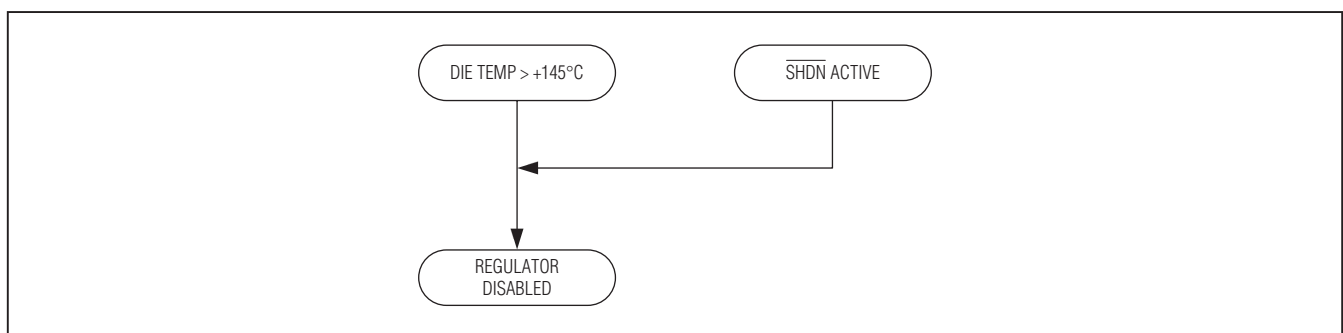 DIE TEMP > +145°C
SHDN ACTIVE
REGULATOR
DISABLED